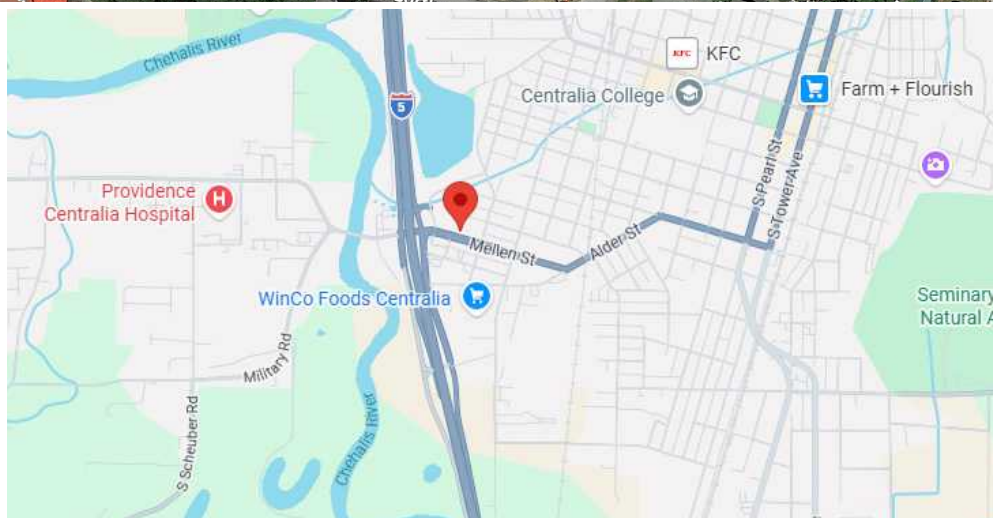 Chehalis River
KFC
KFC
Centralia College
Farm + Flourish
5
S Pearl St
S Tower Ave
Providence
Centralia Hospital
H
Mellen St
Alder St
WinCo Foods Centralia
Seminary
Natural A
Military Rd
S Scheuber Rd
Chehalis River